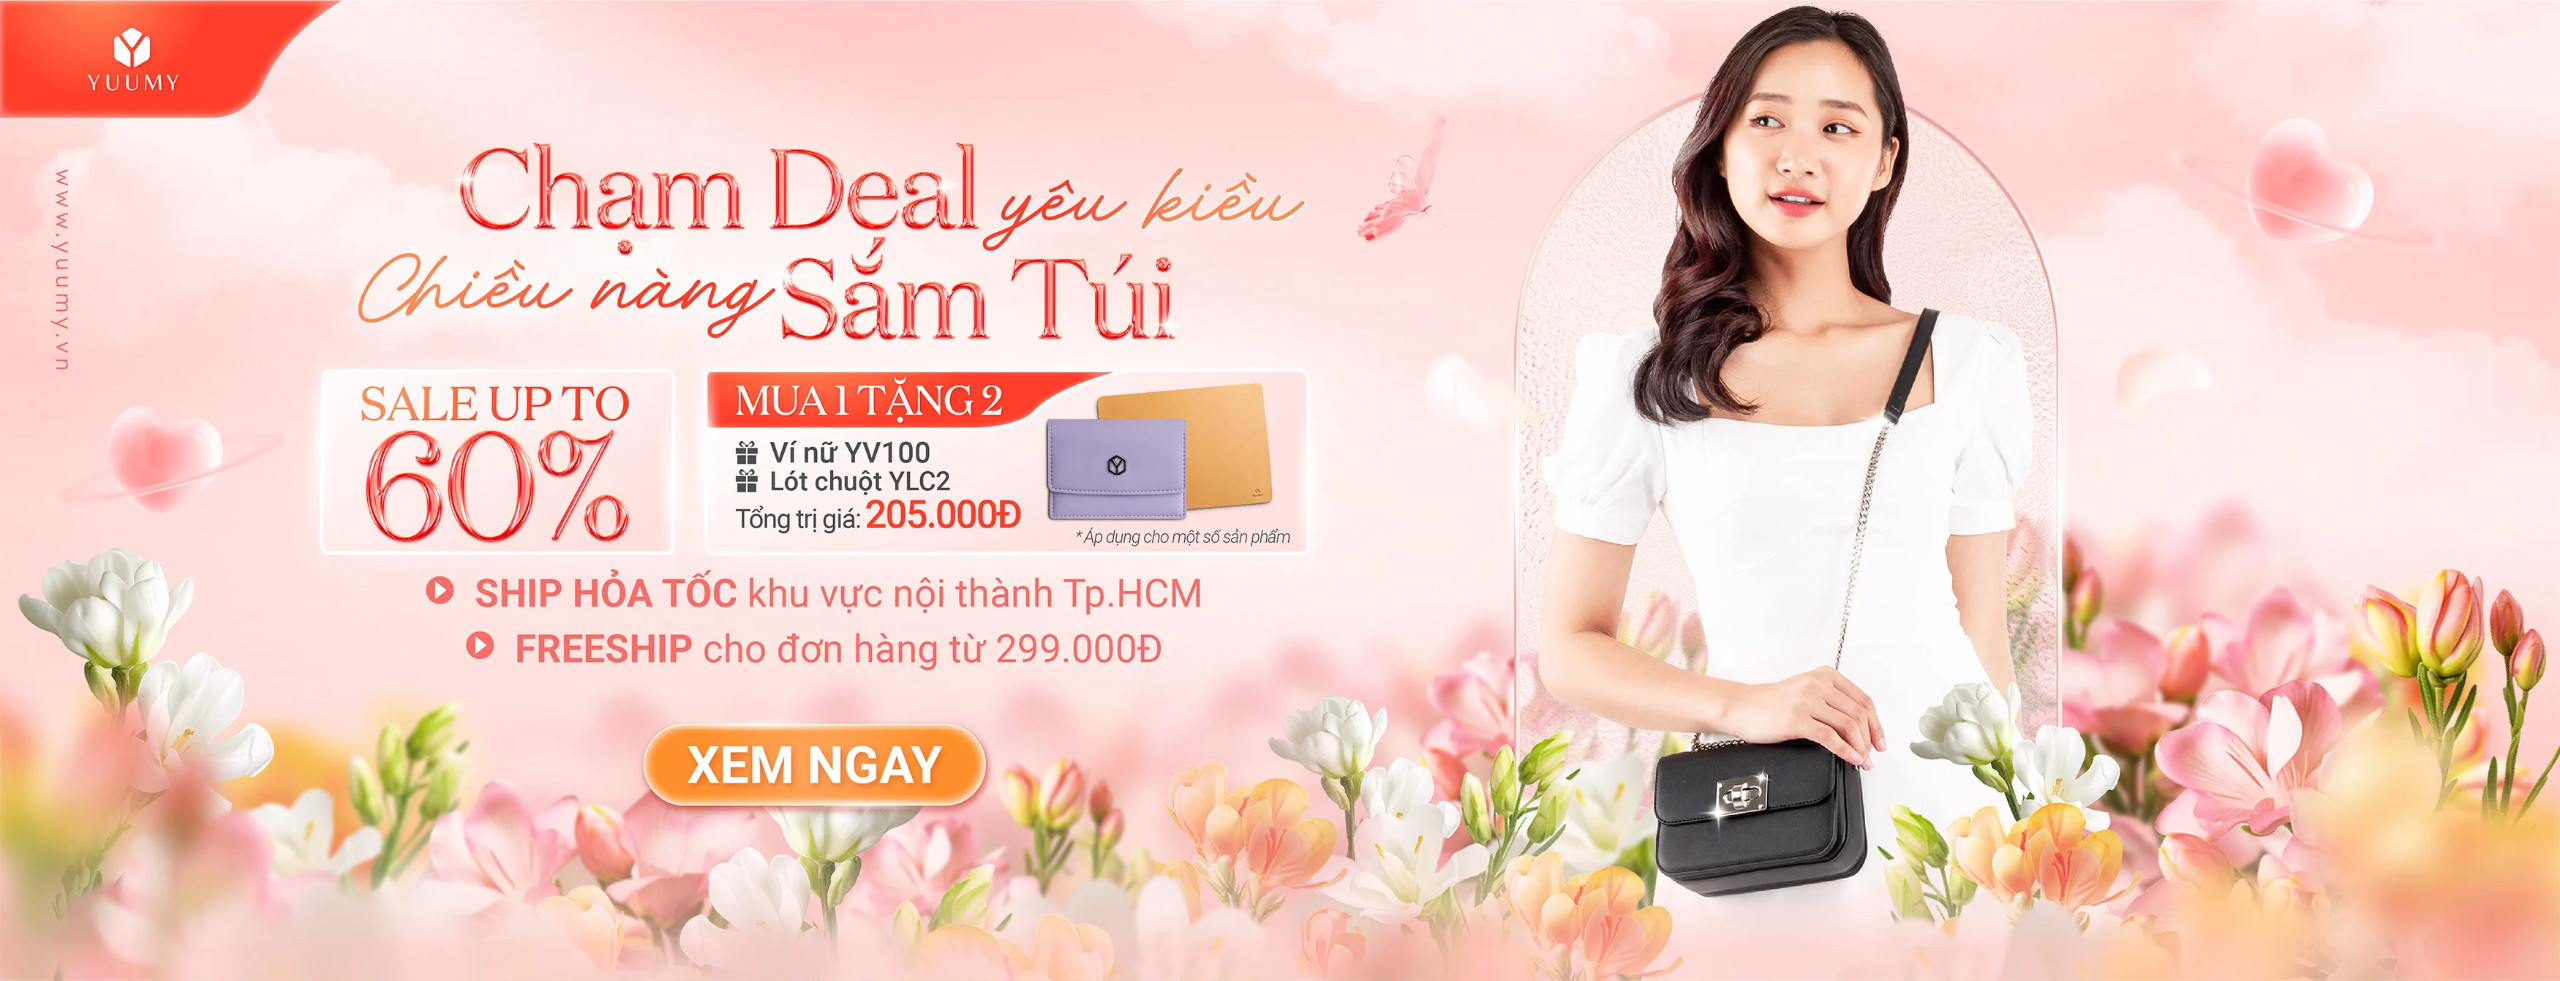 YUUMY
www.yuumy.vn
Chạm Deal yêu kiều
Chiều nàng Sắm Túi
SALE UP TO
60%
MUA 1 TẶNG 2
Ví nữ YV100
Lót chuột YLC2
Tổng trị giá: 205.000Đ
*Áp dụng cho một số sản phẩm
SHIP HỎA TỐC khu vực nội thành Tp.HCM
FREESHIP cho đơn hàng từ 299.000Đ
XEM NGAY